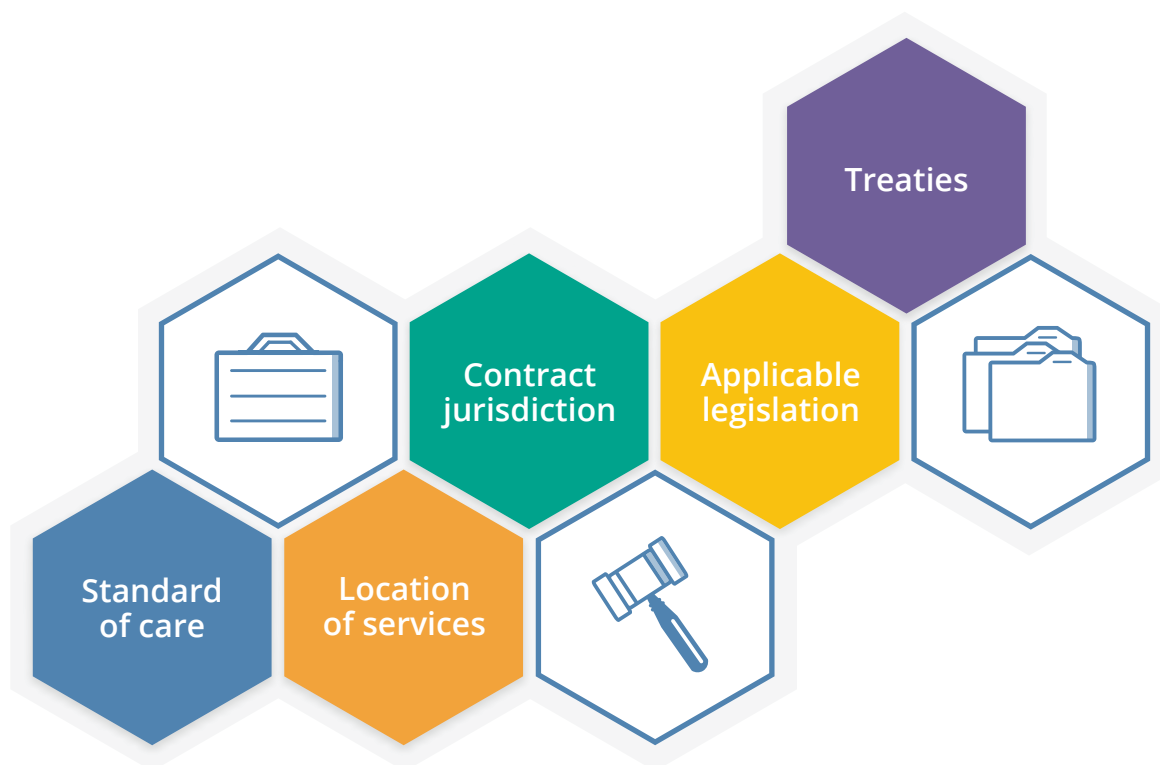 Treaties
Contract
jurisdiction
Applicable
legislation
Standard
of care
Location
of services